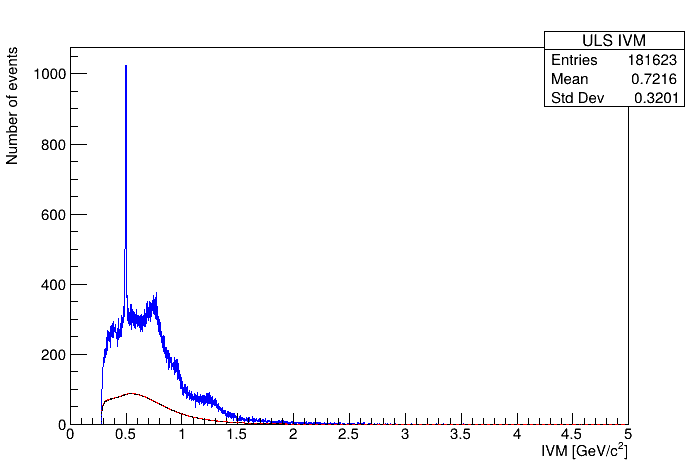 ULS IVM
Entries 181623
Mean 0.7216
Std Dev 0.3201
Number of events
1000
800
600
400
200
0
0 0.5 1 1.5 2 2.5 3 3.5 4 4.5 5
IVM [GeV/c²]